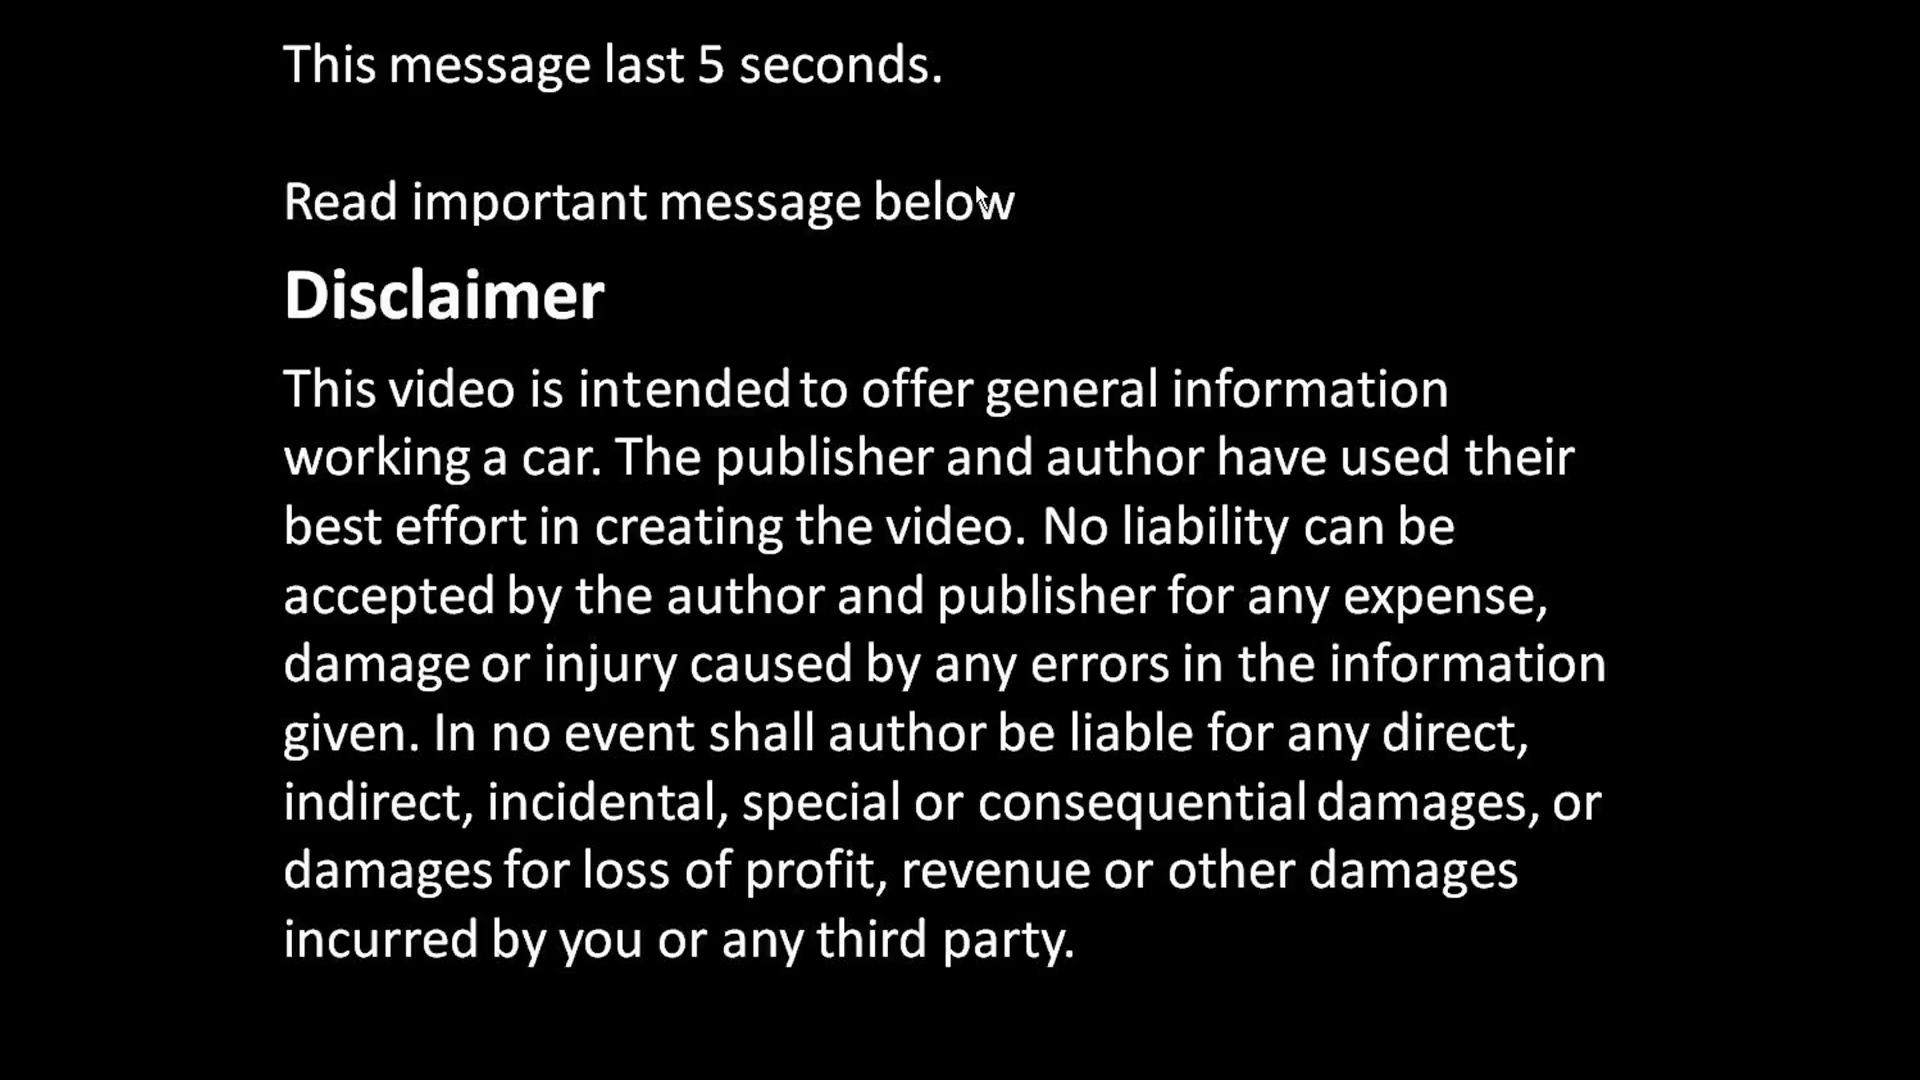 This message last 5 seconds.
Read important message below
Disclaimer
This video is intended to offer general information
working a car. The publisher and author have used their
best effort in creating the video. No liability can be
accepted by the author and publisher for any expense,
damage or injury caused by any errors in the information
given. In no event shall author be liable for any direct,
indirect, incidental, special or consequential damages, or
damages for loss of profit, revenue or other damages
incurred by you or any third party.